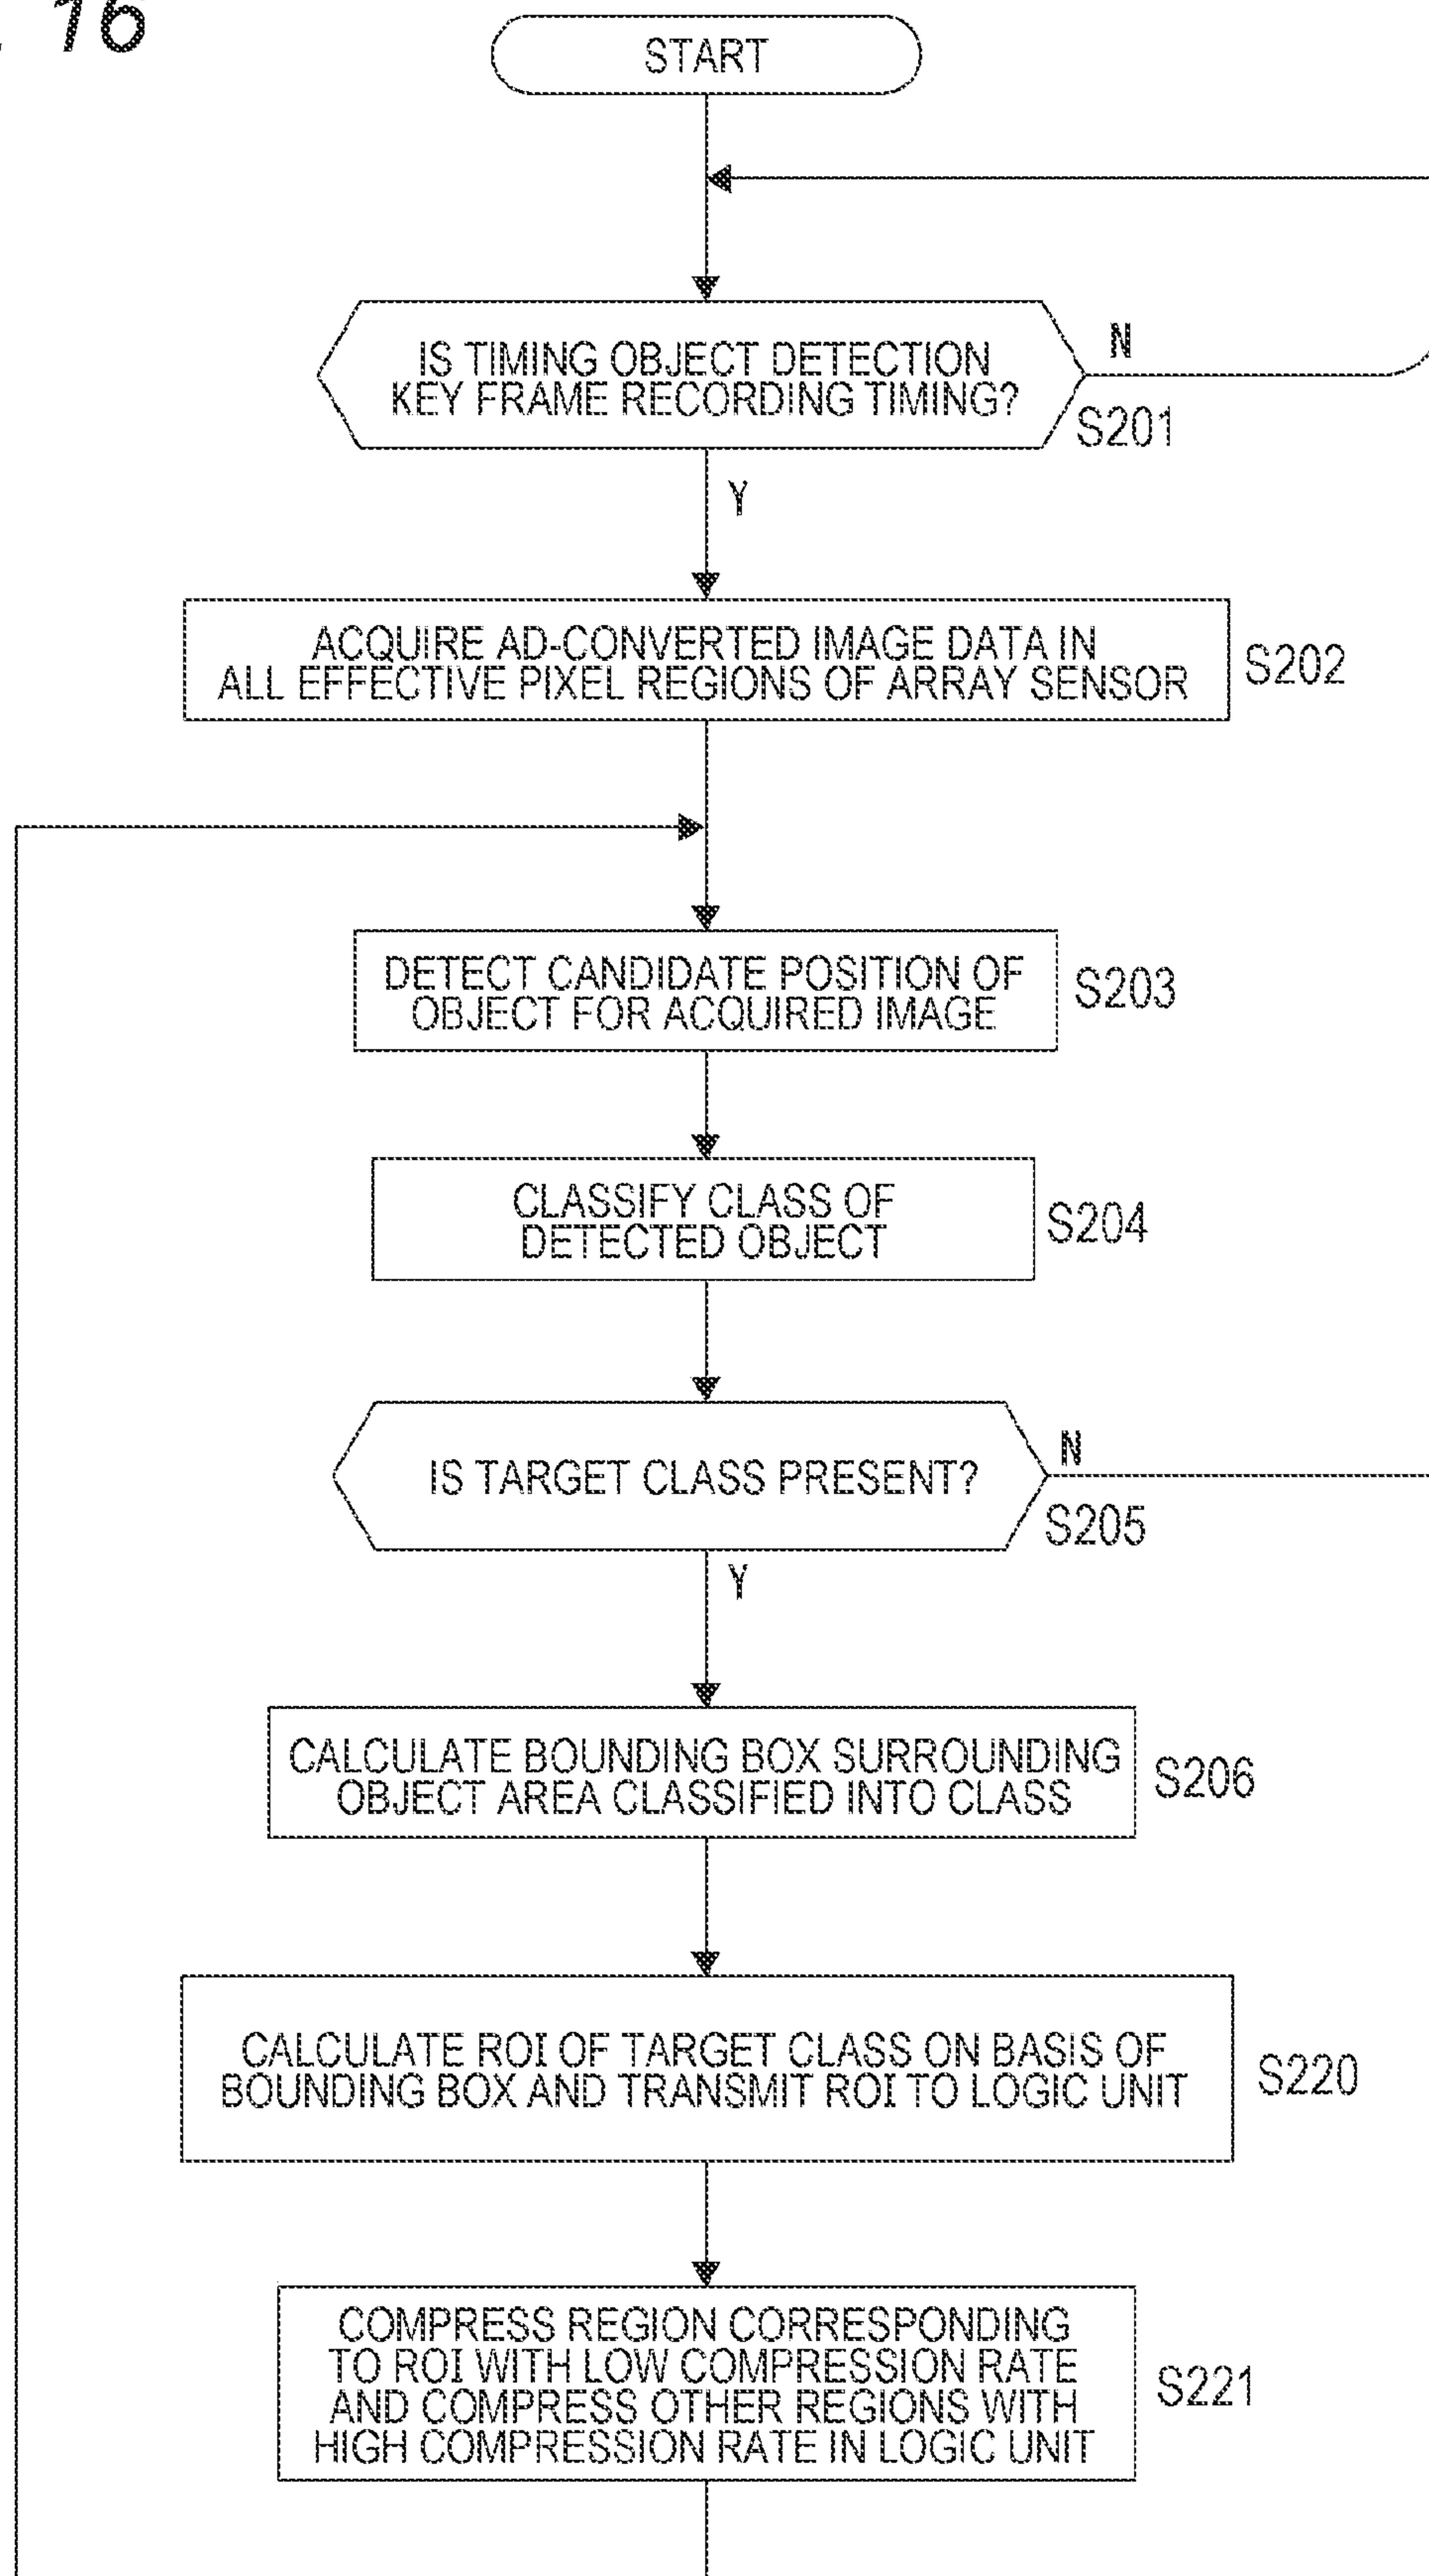 16
START
IS TIMING OBJECT DETECTION
KEY FRAME RECORDING TIMING?
N
S201
Y
ACQUIRE AD-CONVERTED IMAGE DATA IN
ALL EFFECTIVE PIXEL REGIONS OF ARRAY SENSOR
S202
DETECT CANDIDATE POSITION OF
OBJECT FOR ACQUIRED IMAGE
S203
CLASSIFY CLASS OF
DETECTED OBJECT
S204
IS TARGET CLASS PRESENT?
N
S205
Y
CALCULATE BOUNDING BOX SURROUNDING
OBJECT AREA CLASSIFIED INTO CLASS
S206
CALCULATE ROI OF TARGET CLASS ON BASIS OF
BOUNDING BOX AND TRANSMIT ROI TO LOGIC UNIT
S220
COMPRESS REGION CORRESPONDING
TO ROI WITH LOW COMPRESSION RATE
AND COMPRESS OTHER REGIONS WITH
HIGH COMPRESSION RATE IN LOGIC UNIT
S221